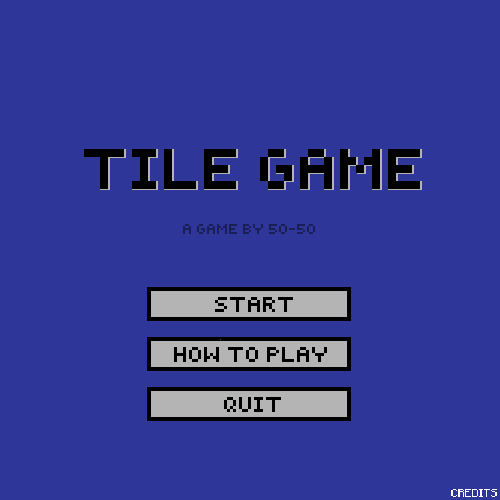 TILE GAME
A GAME BY 50-50
START
HOW TO PLAY
QUIT
CREDITS